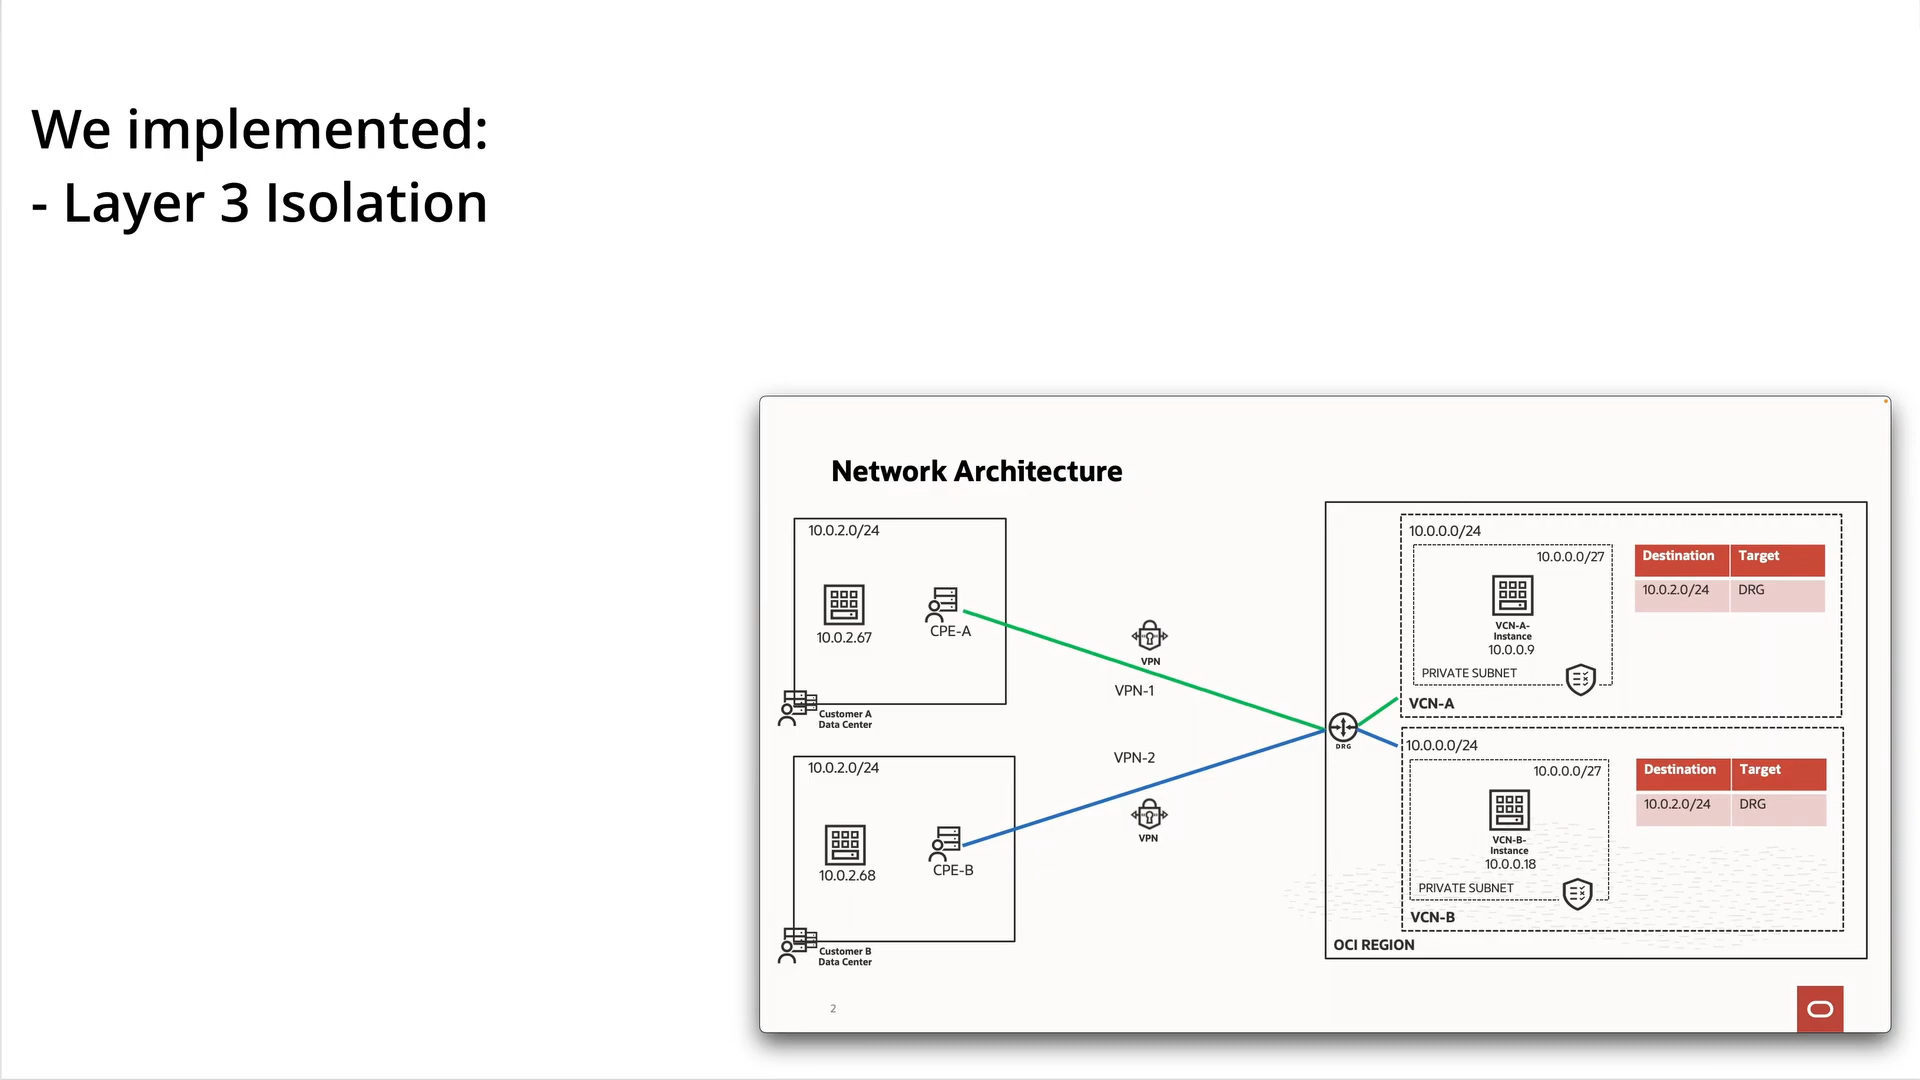 We implemented:
- Layer 3 Isolation
Network Architecture
10.0.2.0/24
10.0.2.67
CPE-A
Customer A
Data Center
VPN
VPN-1
10.0.2.0/24
10.0.2.68
CPE-B
Customer B
Data Center
VPN-2
VPN
DRG
10.0.0.0/24
10.0.0.0/27
VCN-A-
Instance
10.0.0.9
PRIVATE SUBNET
VCN-A
Destination Target
10.0.2.0/24 DRG
10.0.0.0/24
10.0.0.0/27
VCN-B-
Instance
10.0.0.18
PRIVATE SUBNET
VCN-B
Destination Target
10.0.2.0/24 DRG
OCI REGION
2